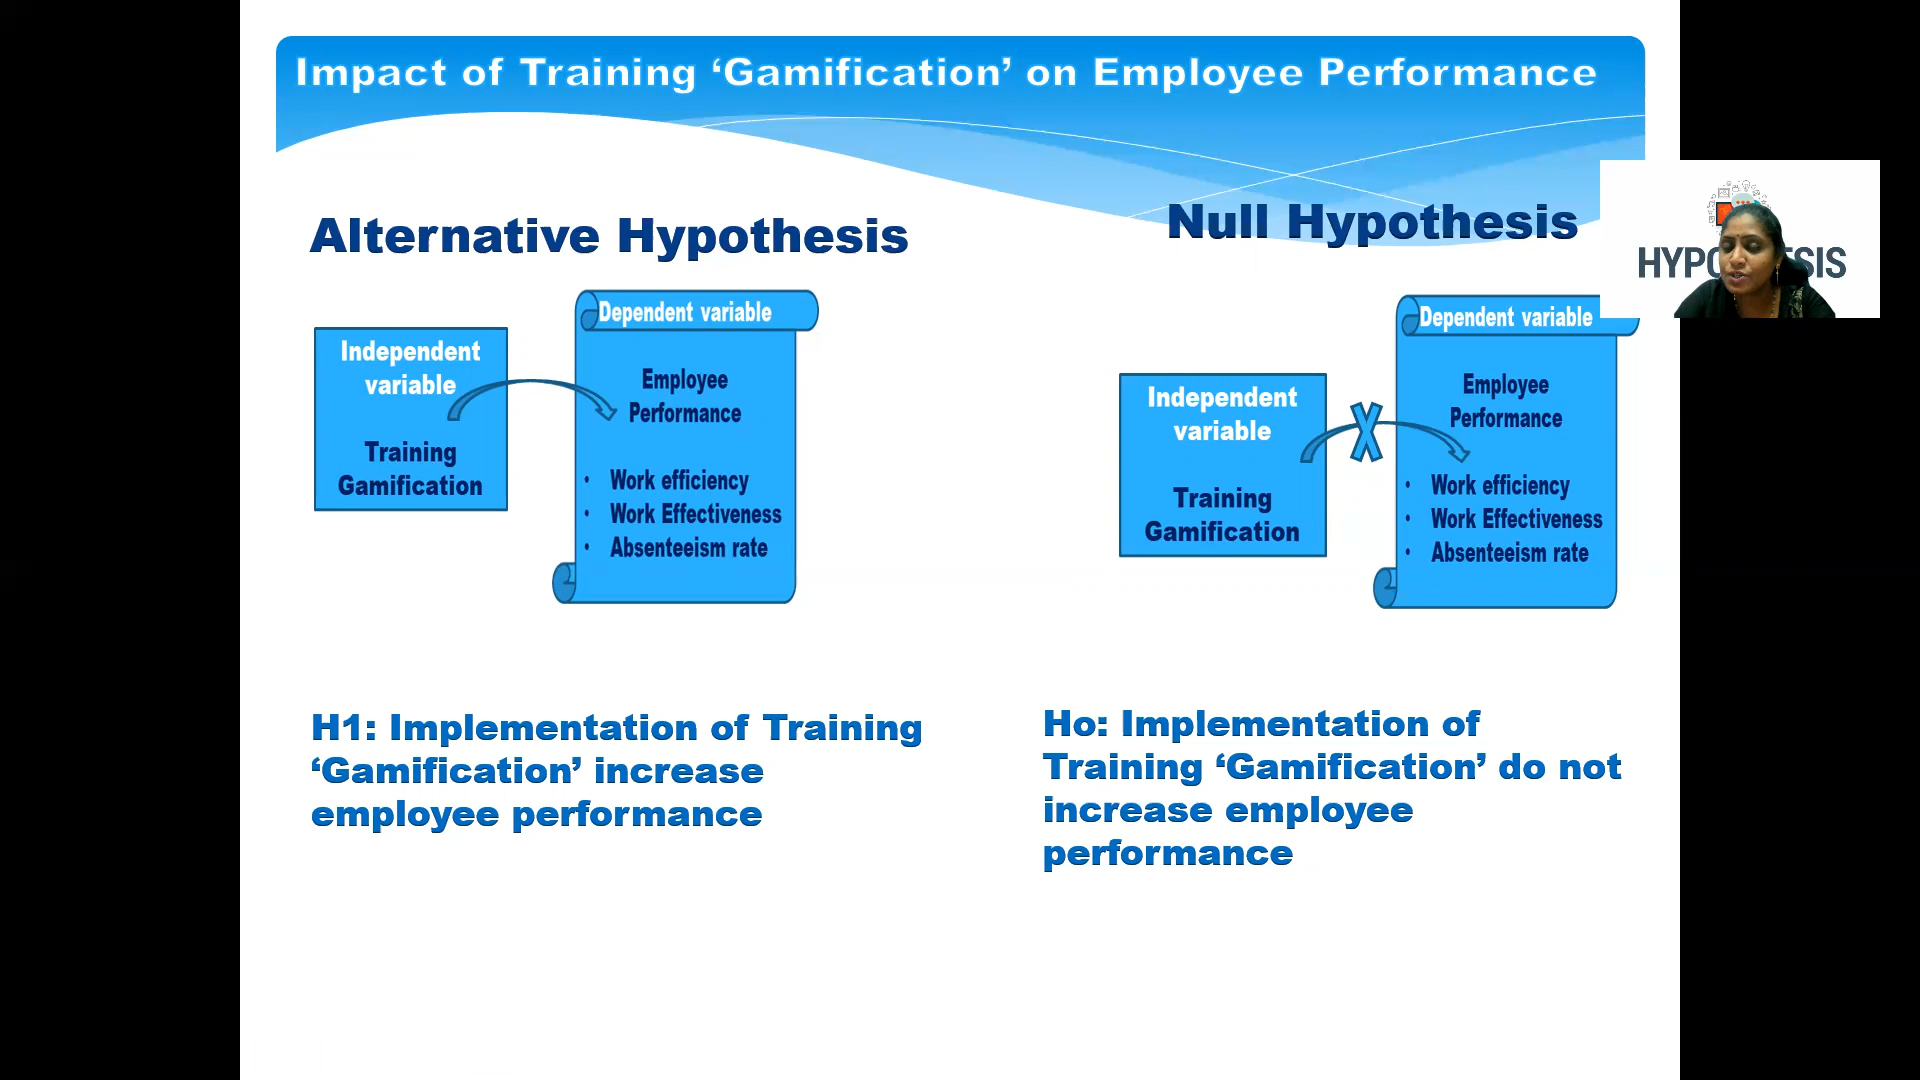 Impact of Training ‘Gamification’ on Employee Performance
Alternative Hypothesis
Independent
variable
Training
Gamification
Dependent variable
Employee
Performance
• Work efficiency
• Work Effectiveness
• Absenteeism rate
H1: Implementation of Training
‘Gamification’ increase
employee performance
Null Hypothesis
Independent
variable
Training
Gamification
X
Dependent variable
Employee
Performance
• Work efficiency
• Work Effectiveness
• Absenteeism rate
Ho: Implementation of
Training ‘Gamification’ do not
increase employee
performance